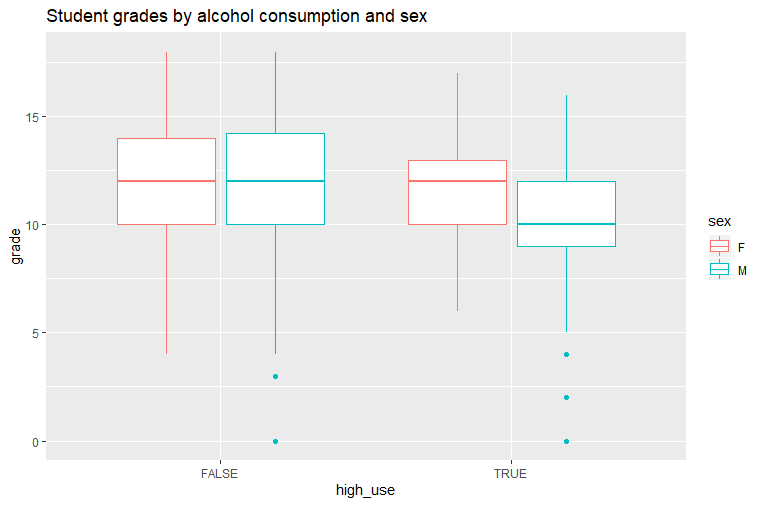 Student grades by alcohol consumption and sex
15
10
5
0
grade
FALSE
TRUE
high_use
sex
F
M